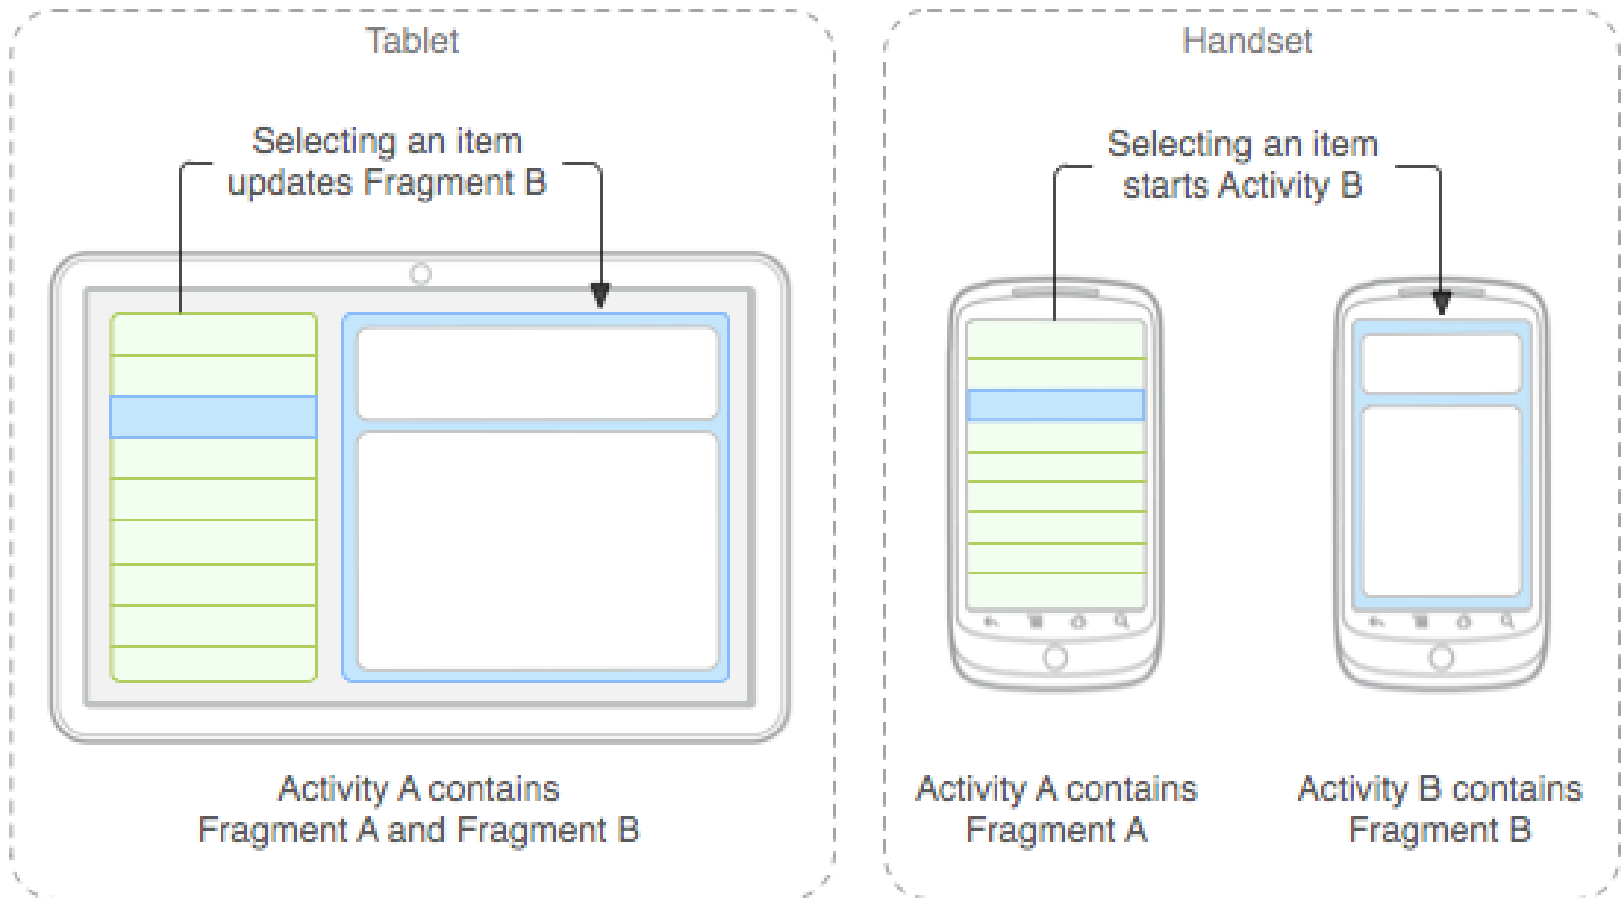 Tablet
Selecting an item
updates Fragment B
Activity A contains
Fragment A and Fragment B
Handset
Selecting an item
starts Activity B
Activity A contains
Fragment A
Activity B contains
Fragment B